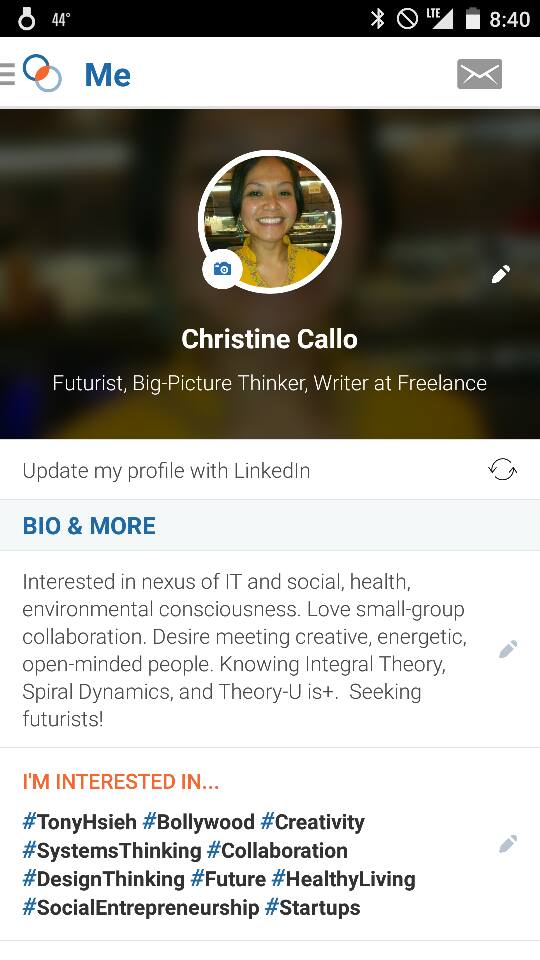 44°
LTE
8:40
Me
Christine Callo
Futurist, Big-Picture Thinker, Writer at Freelance
Update my profile with LinkedIn
BIO & MORE
Interested in nexus of IT and social, health,
environmental consciousness. Love small-group
collaboration. Desire meeting creative, energetic,
open-minded people. Knowing Integral Theory,
Spiral Dynamics, and Theory-U is+.  Seeking
futurists!
I'M INTERESTED IN...
#TonyHsieh #Bollywood #Creativity
#SystemsThinking #Collaboration
#DesignThinking #Future #HealthyLiving
#SocialEntrepreneurship #Startups